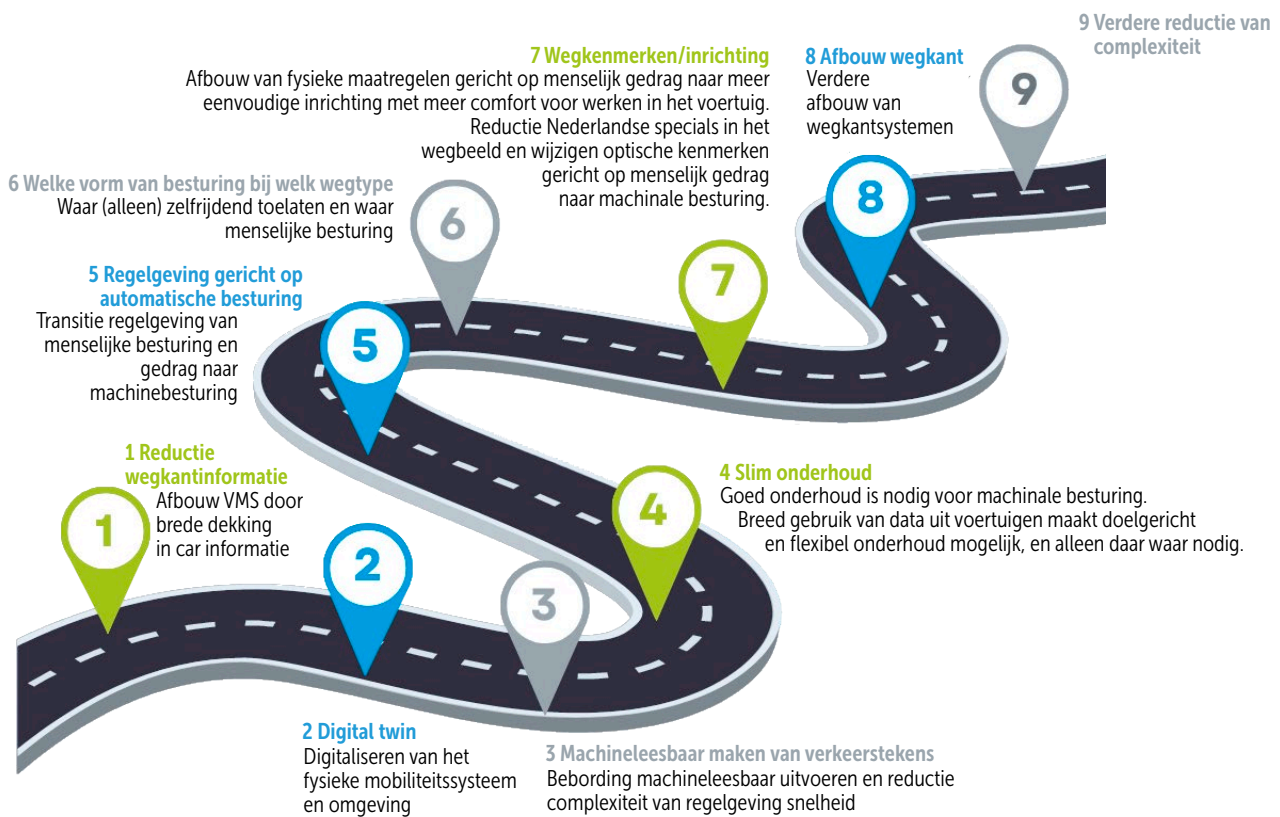 9 Verdere reductie van
complexiteit
9
8 Afbouw wegkant
Verdere
afbouw van
wegkantsystemen
8
7 Wegkenmerken/inrichting
Afbouw van fysieke maatregelen gericht op menselijk gedrag naar meer
eenvoudige inrichting met meer comfort voor werken in het voertuig.
Reductie Nederlandse specials in het
wegbeeld en wijzigen optische kenmerken
gericht op menselijk gedrag
naar machinale besturing.
7
6 Welke vorm van besturing bij welk wegtype
Waar (alleen) zelfrijdend toelaten en waar
menselijke besturing
6
5 Regelgeving gericht op
automatische besturing
Transitie regelgeving van
menselijke besturing en
gedrag naar
machinebesturing
5
1 Reductie
wegkantinformatie
Afbouw VMS door
brede dekking
in car informatie
1
4 Slim onderhoud
Goed onderhoud is nodig voor machinale besturing.
Breed gebruik van data uit voertuigen maakt doelgericht
en flexibel onderhoud mogelijk, en alleen daar waar nodig.
4
2
2 Digital twin
Digitaliseren van het
fysieke mobiliteitssysteem
en omgeving
3
3 Machineleesbaar maken van verkeerstekens
Bebording machineleesbaar uitvoeren en reductie
complexiteit van regelgeving snelheid